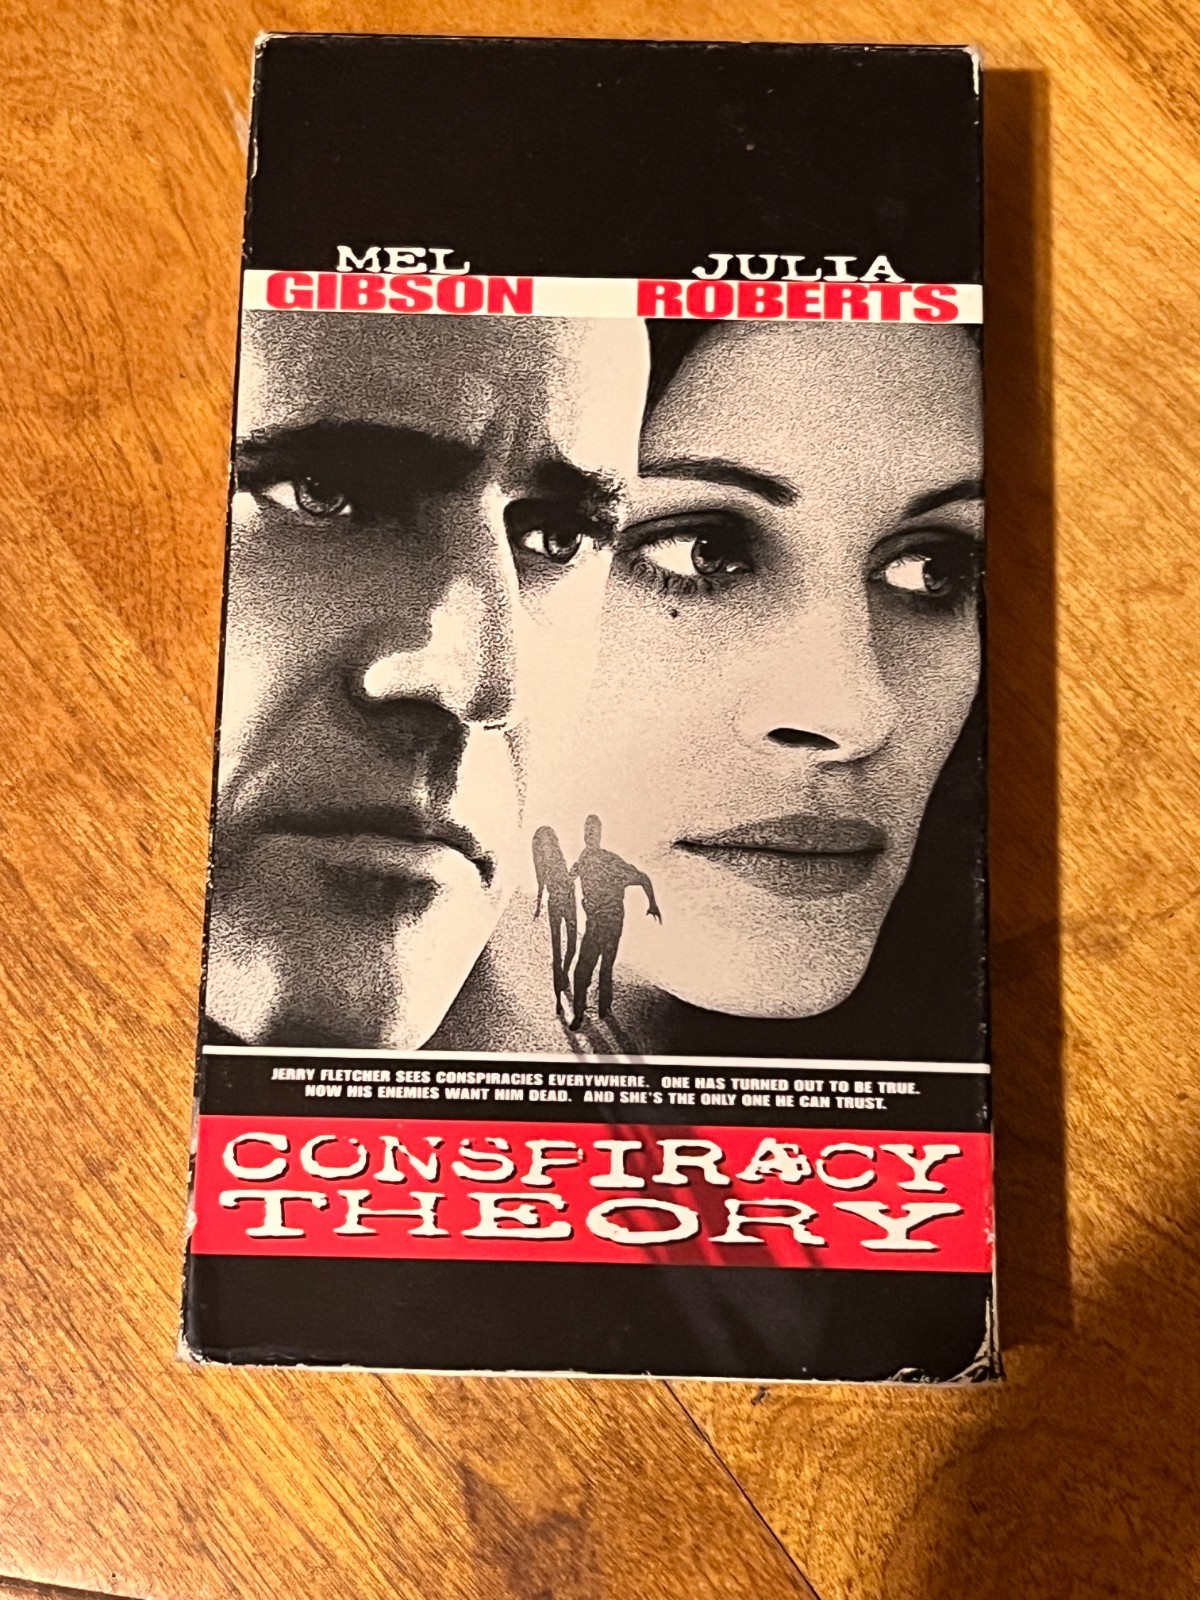 MEL
GIBSON
JULIA
ROBERTS
JERRY FLETCHER SEES CONSPIRACIES EVERYWHERE. ONE HAS TURNED OUT TO BE TRUE.
NOW HIS ENEMIES WANT HIM DEAD. AND SHE'S THE ONLY ONE HE CAN TRUST.
CONSPIRACY
THEORY